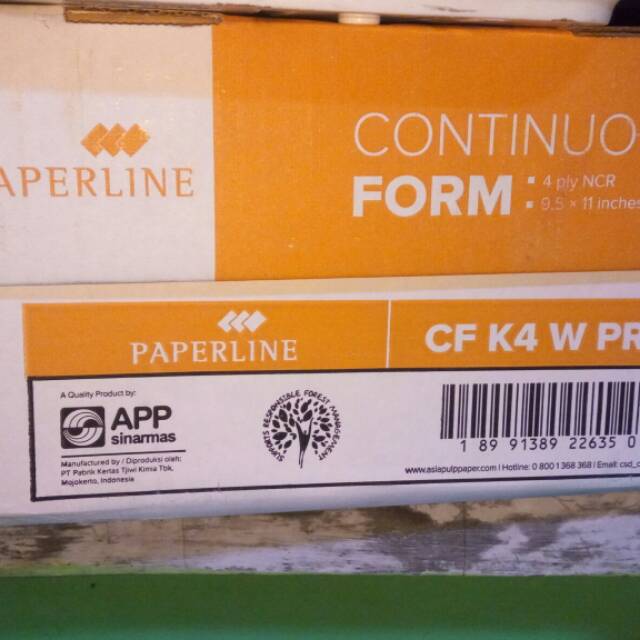 APERLINE
CONTINUO
FORM
4 ply NCR
9.5 × 11 inches
PAPERLINE
CF K4 W PR
A Quality Product by:
APP
sinarmas
Manufactured by / Diproduksi oleh:
PT Pabrik Kertas Tjiwi Kimia Tbk.
Mojokerto, Indonesia
SUPPORTS RESPONSIBLE FOREST MANAGEMENT
1 89 91389 22635 0
www.asiapulppaper.com | Hotline: 0 800 1 368 368 | Email: csd_c